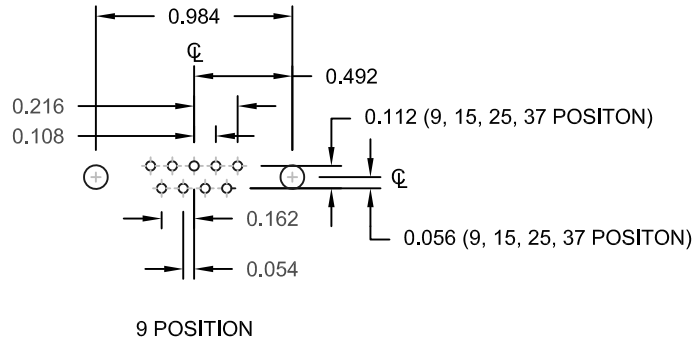 0.984
℄
0.492
0.216
0.112 (9, 15, 25, 37 POSITON)
0.108
℄
0.162
0.056 (9, 15, 25, 37 POSITON)
0.054
9 POSITION